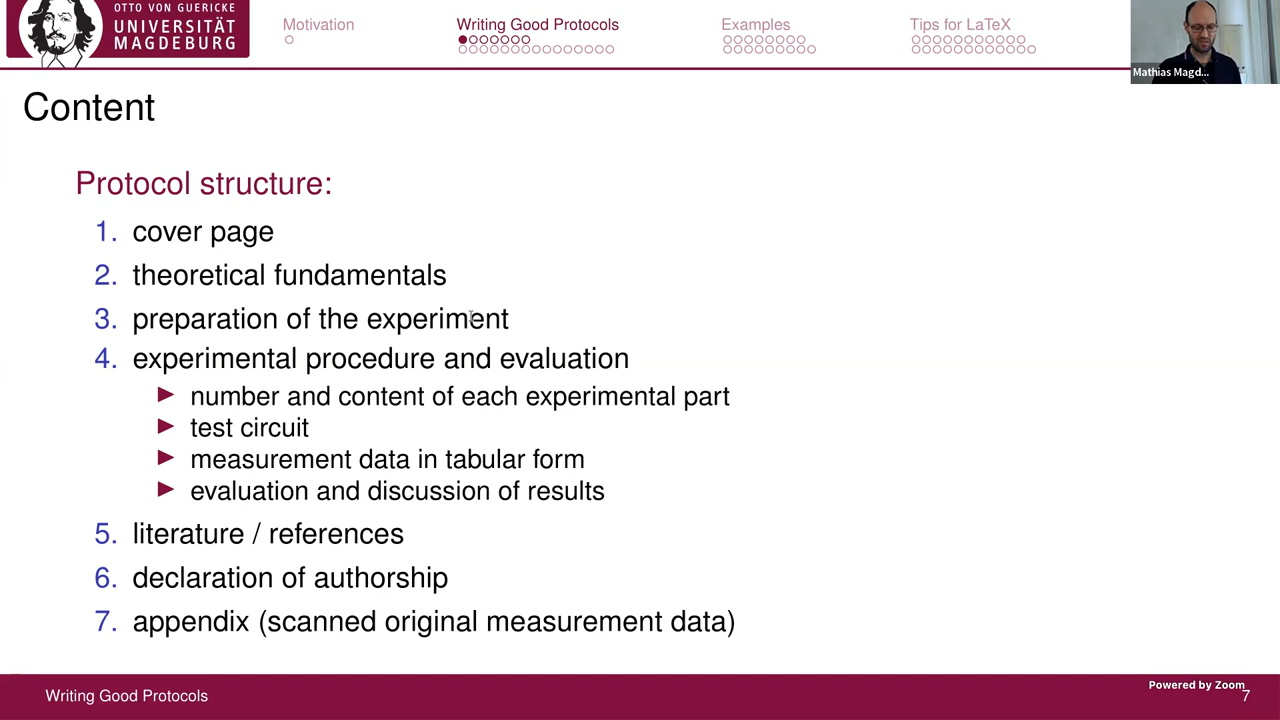 OTTO VON GUERICKE
UNIVERSITÄT
MAGDEBURG
Motivation
Writing Good Protocols
Examples
Tips for LaTeX
Mathias Magd...
Content
Protocol structure:
1. cover page
2. theoretical fundamentals
3. preparation of the experiment
4. experimental procedure and evaluation
number and content of each experimental part
test circuit
measurement data in tabular form
evaluation and discussion of results
5. literature / references
6. declaration of authorship
7. appendix (scanned original measurement data)
Writing Good Protocols
Powered by Zoom
7